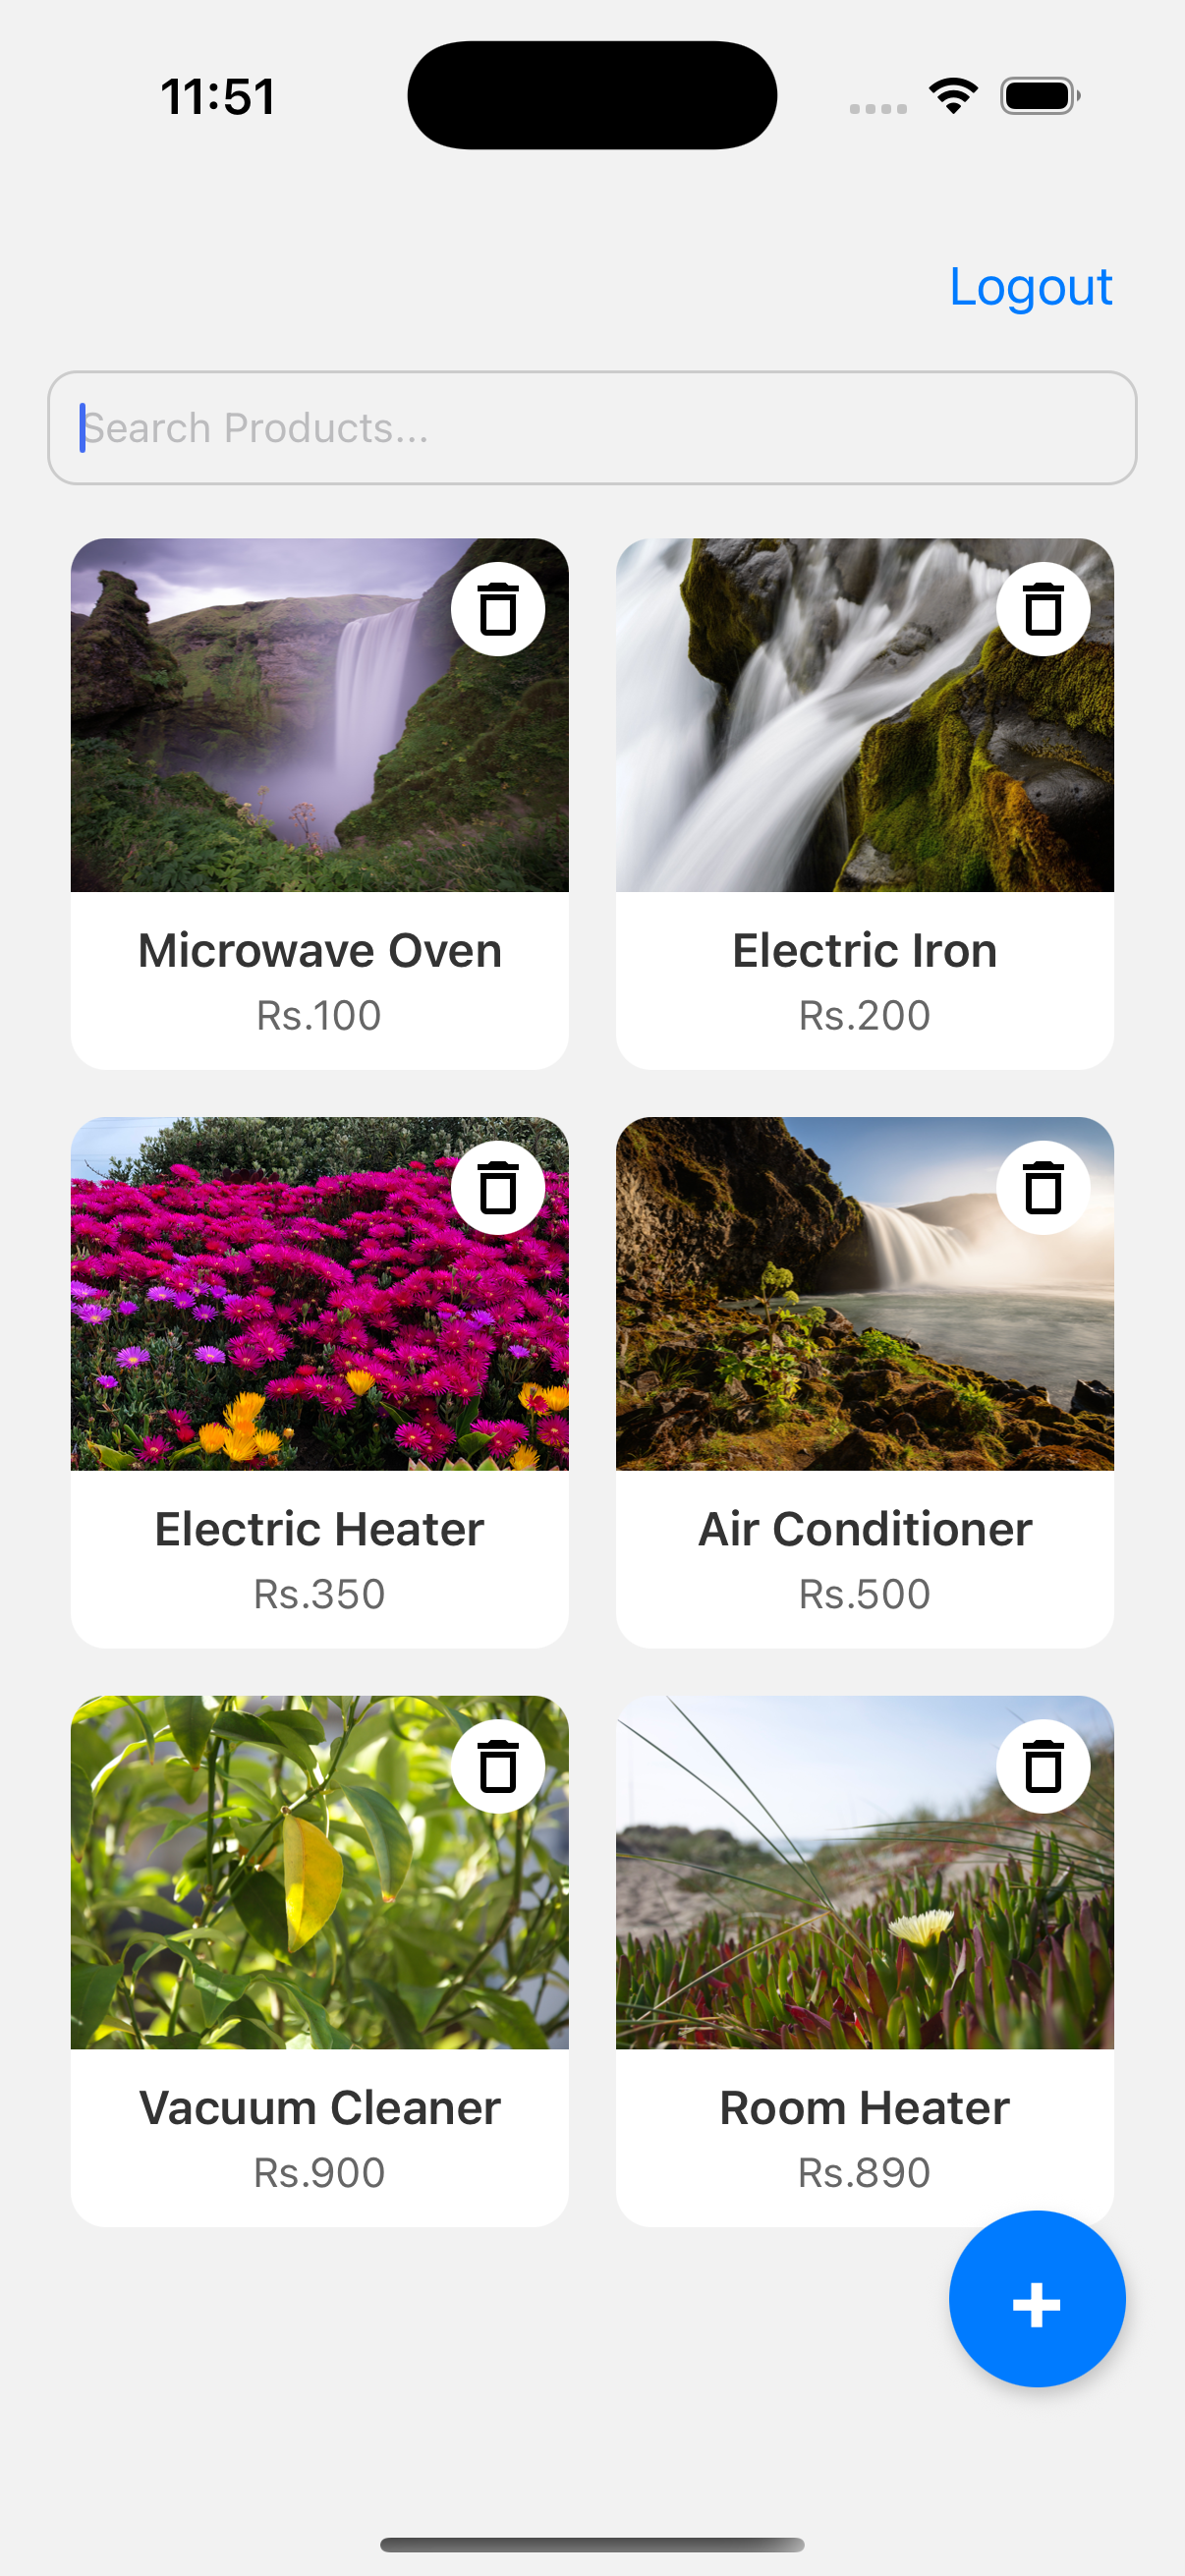 11:51
Logout
Search Products...
Microwave Oven
Rs.100
Electric Iron
Rs.200
Electric Heater
Rs.350
Air Conditioner
Rs.500
Vacuum Cleaner
Rs.900
Room Heater
Rs.890
+